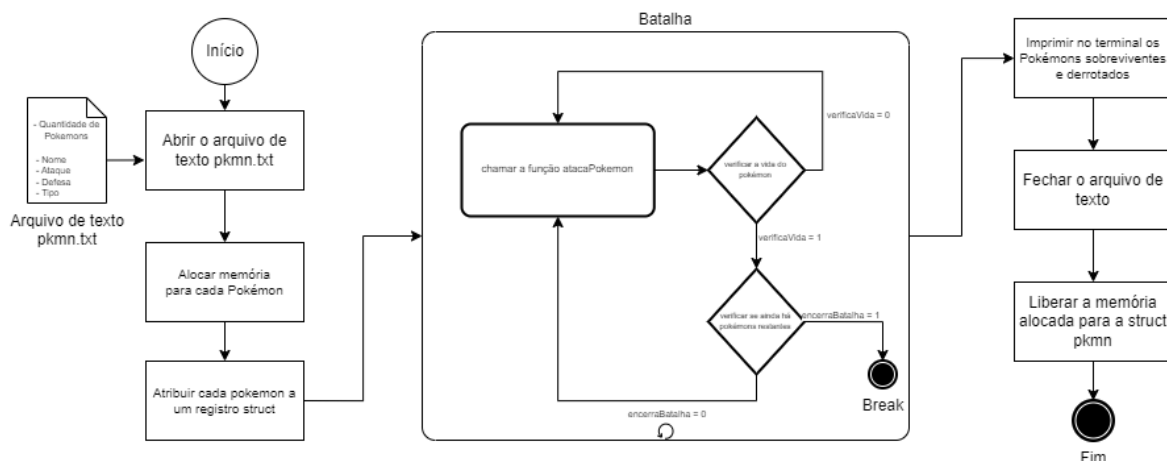 Início
- Quantidade de
Pokemons
- Nome
- Ataque
- Defesa
- Tipo
Arquivo de texto
pkmn.txt
Abrir o arquivo de
texto pkmn.txt
Alocar memória
para cada Pokémon
Atribuir cada pokemon a
um registro struct
Batalha
chamar a função atacaPokemon
verificar a vida do
pokémon
verificaVida = 0
verificaVida = 1
verificar se ainda há
pokémons restantes
encerraBatalha = 1
Break
encerraBatalha = 0
Imprimir no terminal os
Pokémons sobreviventes
e derrotados
Fechar o arquivo de
texto
Liberar a memória
alocada para a struct
pkmn
Fim